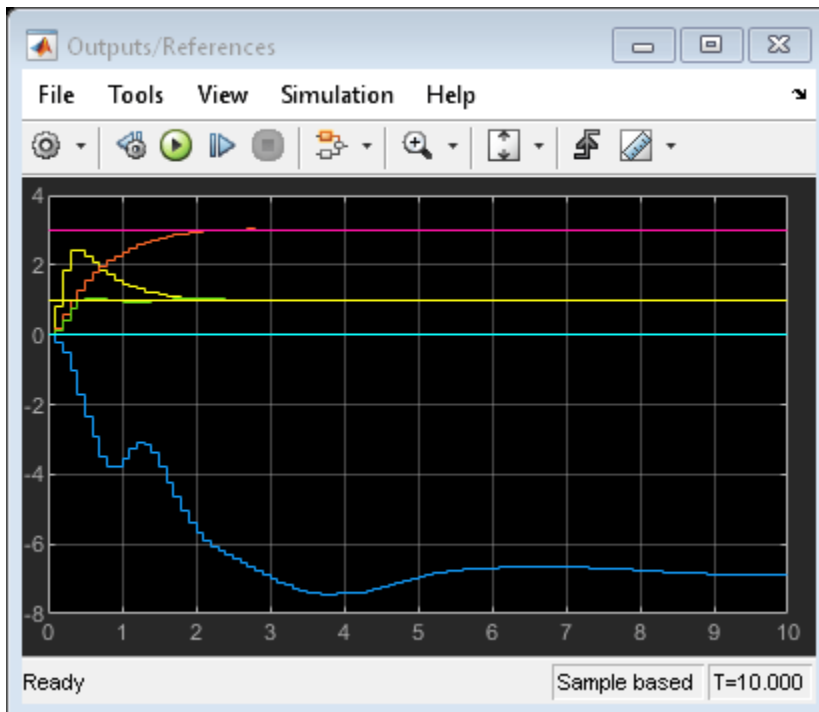 Outputs/References
File Tools View Simulation Help
4
2
0
-2
-4
-6
-8
0 1 2 3 4 5 6 7 8 9 10
Ready Sample based T=10.000